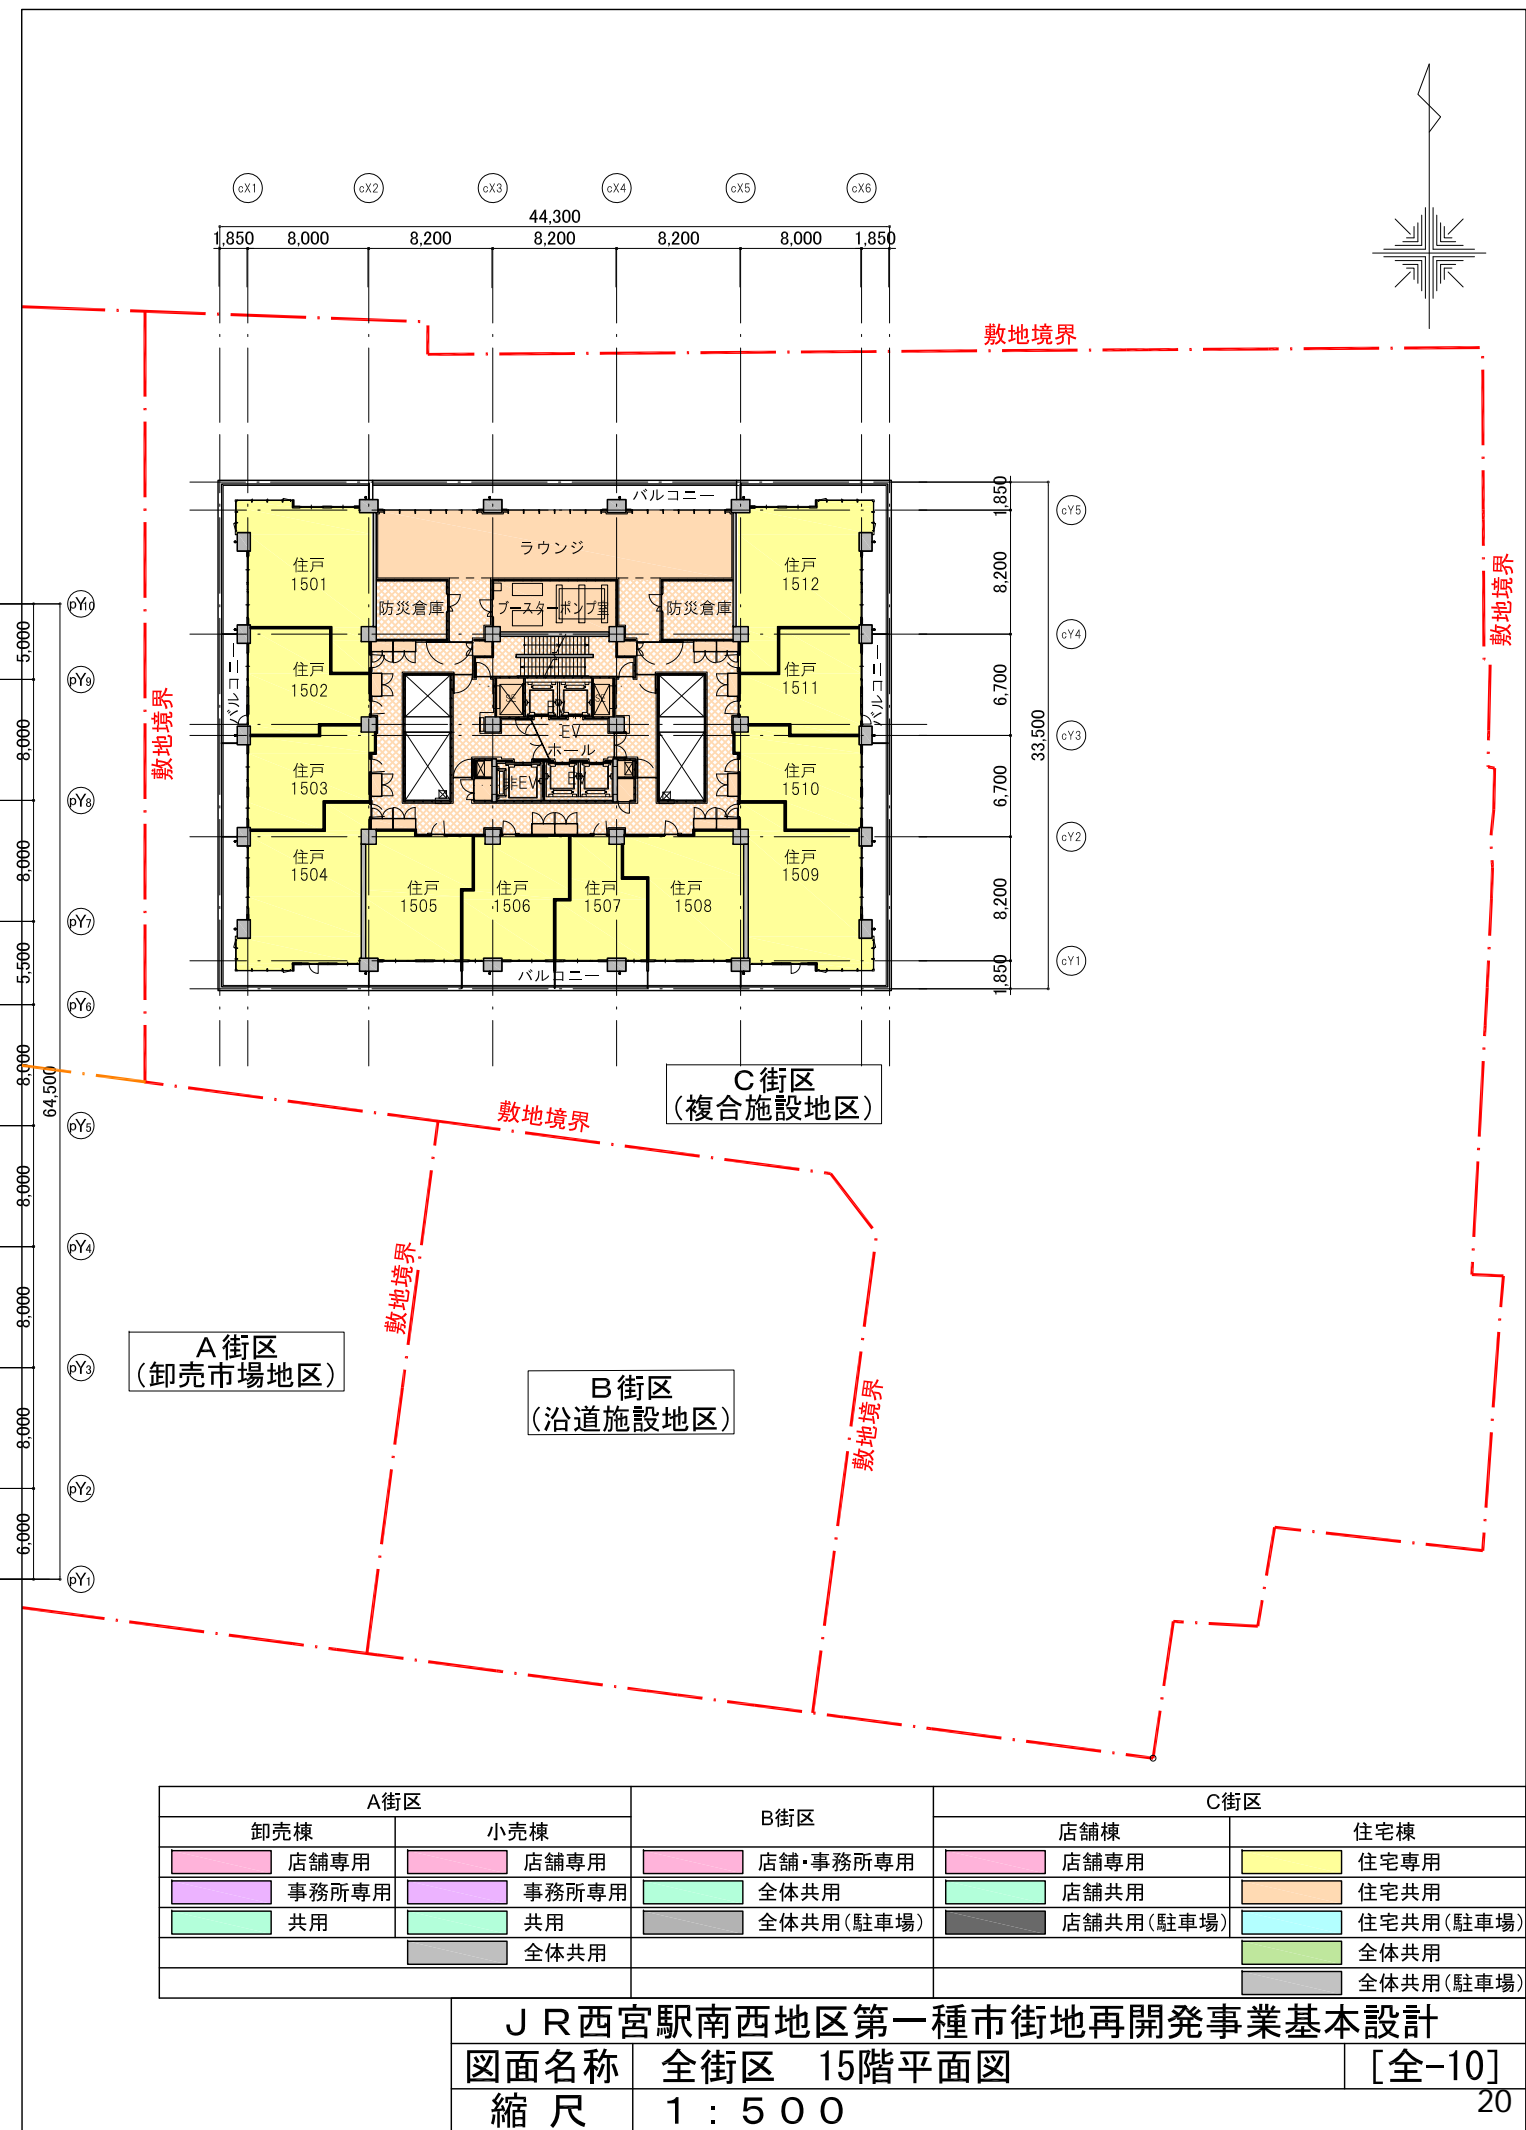 cX1 cX2 cX3 cX4 cX5 cX6
44,300
1,850 8,000 8,200 8,200 8,200 8,000 1,850
敷地境界
敷地境界
敷地境界
バルコニー
1,850
cY5
ラウンジ
住戸
1501
住戸
1512
8,200
防災倉庫
ブースターポンプ室
防災倉庫
cY4
バルコニー
住戸
1502
住戸
1511
バルコニー
6,700
EV
ホール
33,500
cY3
住戸
1503
非EV
住戸
1510
6,700
cY2
住戸
1504
住戸
1509
住戸
1505
住戸
1506
住戸
1507
住戸
1508
8,200
cY1
バルコニー
1,850
pY10
5,000
pY9
8,000
pY8
8,000
pY7
5,500
pY6
8,000
64,500
pY5
8,000
pY4
8,000
pY3
8,000
pY2
6,000
pY1
C街区
(複合施設地区)
敷地境界
敷地境界
敷地境界
A街区
(卸売市場地区)
B街区
(沿道施設地区)
A街区 B街区 C街区
卸売棟 小売棟 店舗棟 住宅棟
店舗専用 店舗専用 店舗・事務所専用 店舗専用 住宅専用
事務所専用 事務所専用 全体共用 店舗共用 住宅共用
共用 共用 全体共用(駐車場) 店舗共用(駐車場) 住宅共用(駐車場)
全体共用 全体共用
全体共用(駐車場)
JR西宮駅南西地区第一種市街地再開発事業基本設計
図面名称 全街区 15階平面図 [全-10]
縮尺 1:500
20